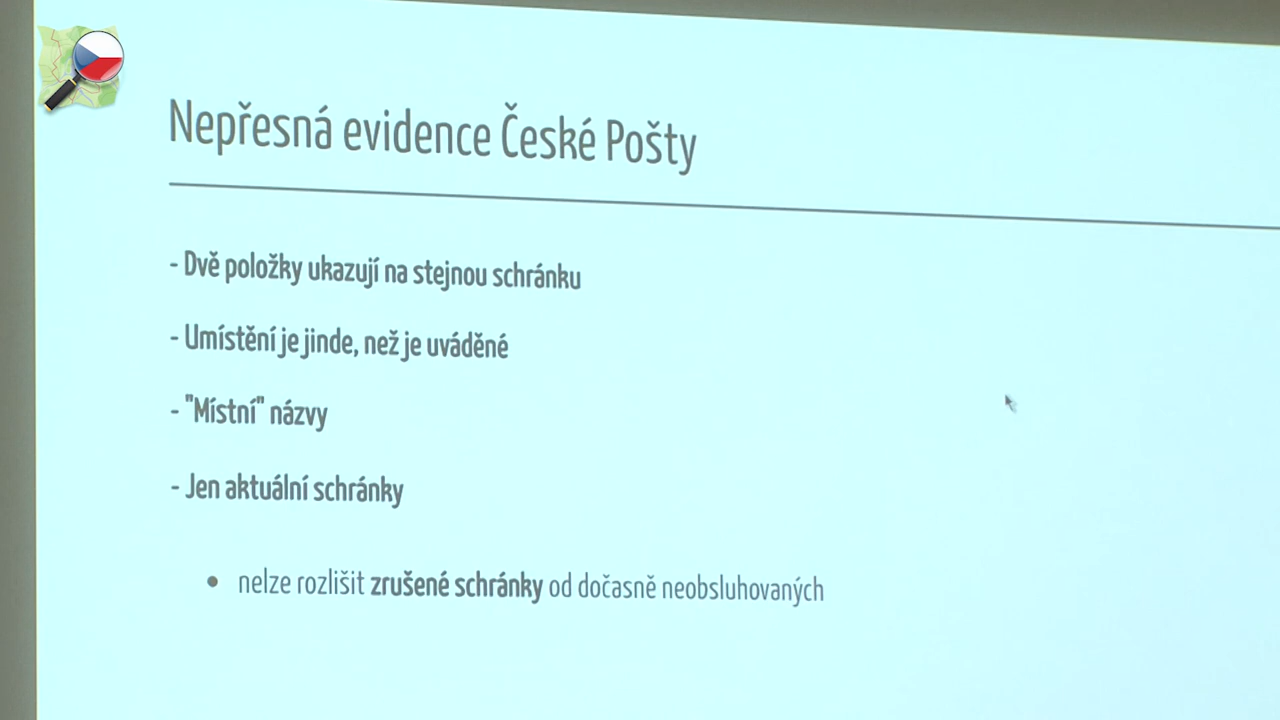 Nepřesná evidence České Pošty
- Dvě položky ukazují na stejnou schránku
- Umístění je jinde, než je uváděné
- "Místní" názvy
- Jen aktuální schránky
• nelze rozlišit zrušené schránky od dočasně neobsluhovaných